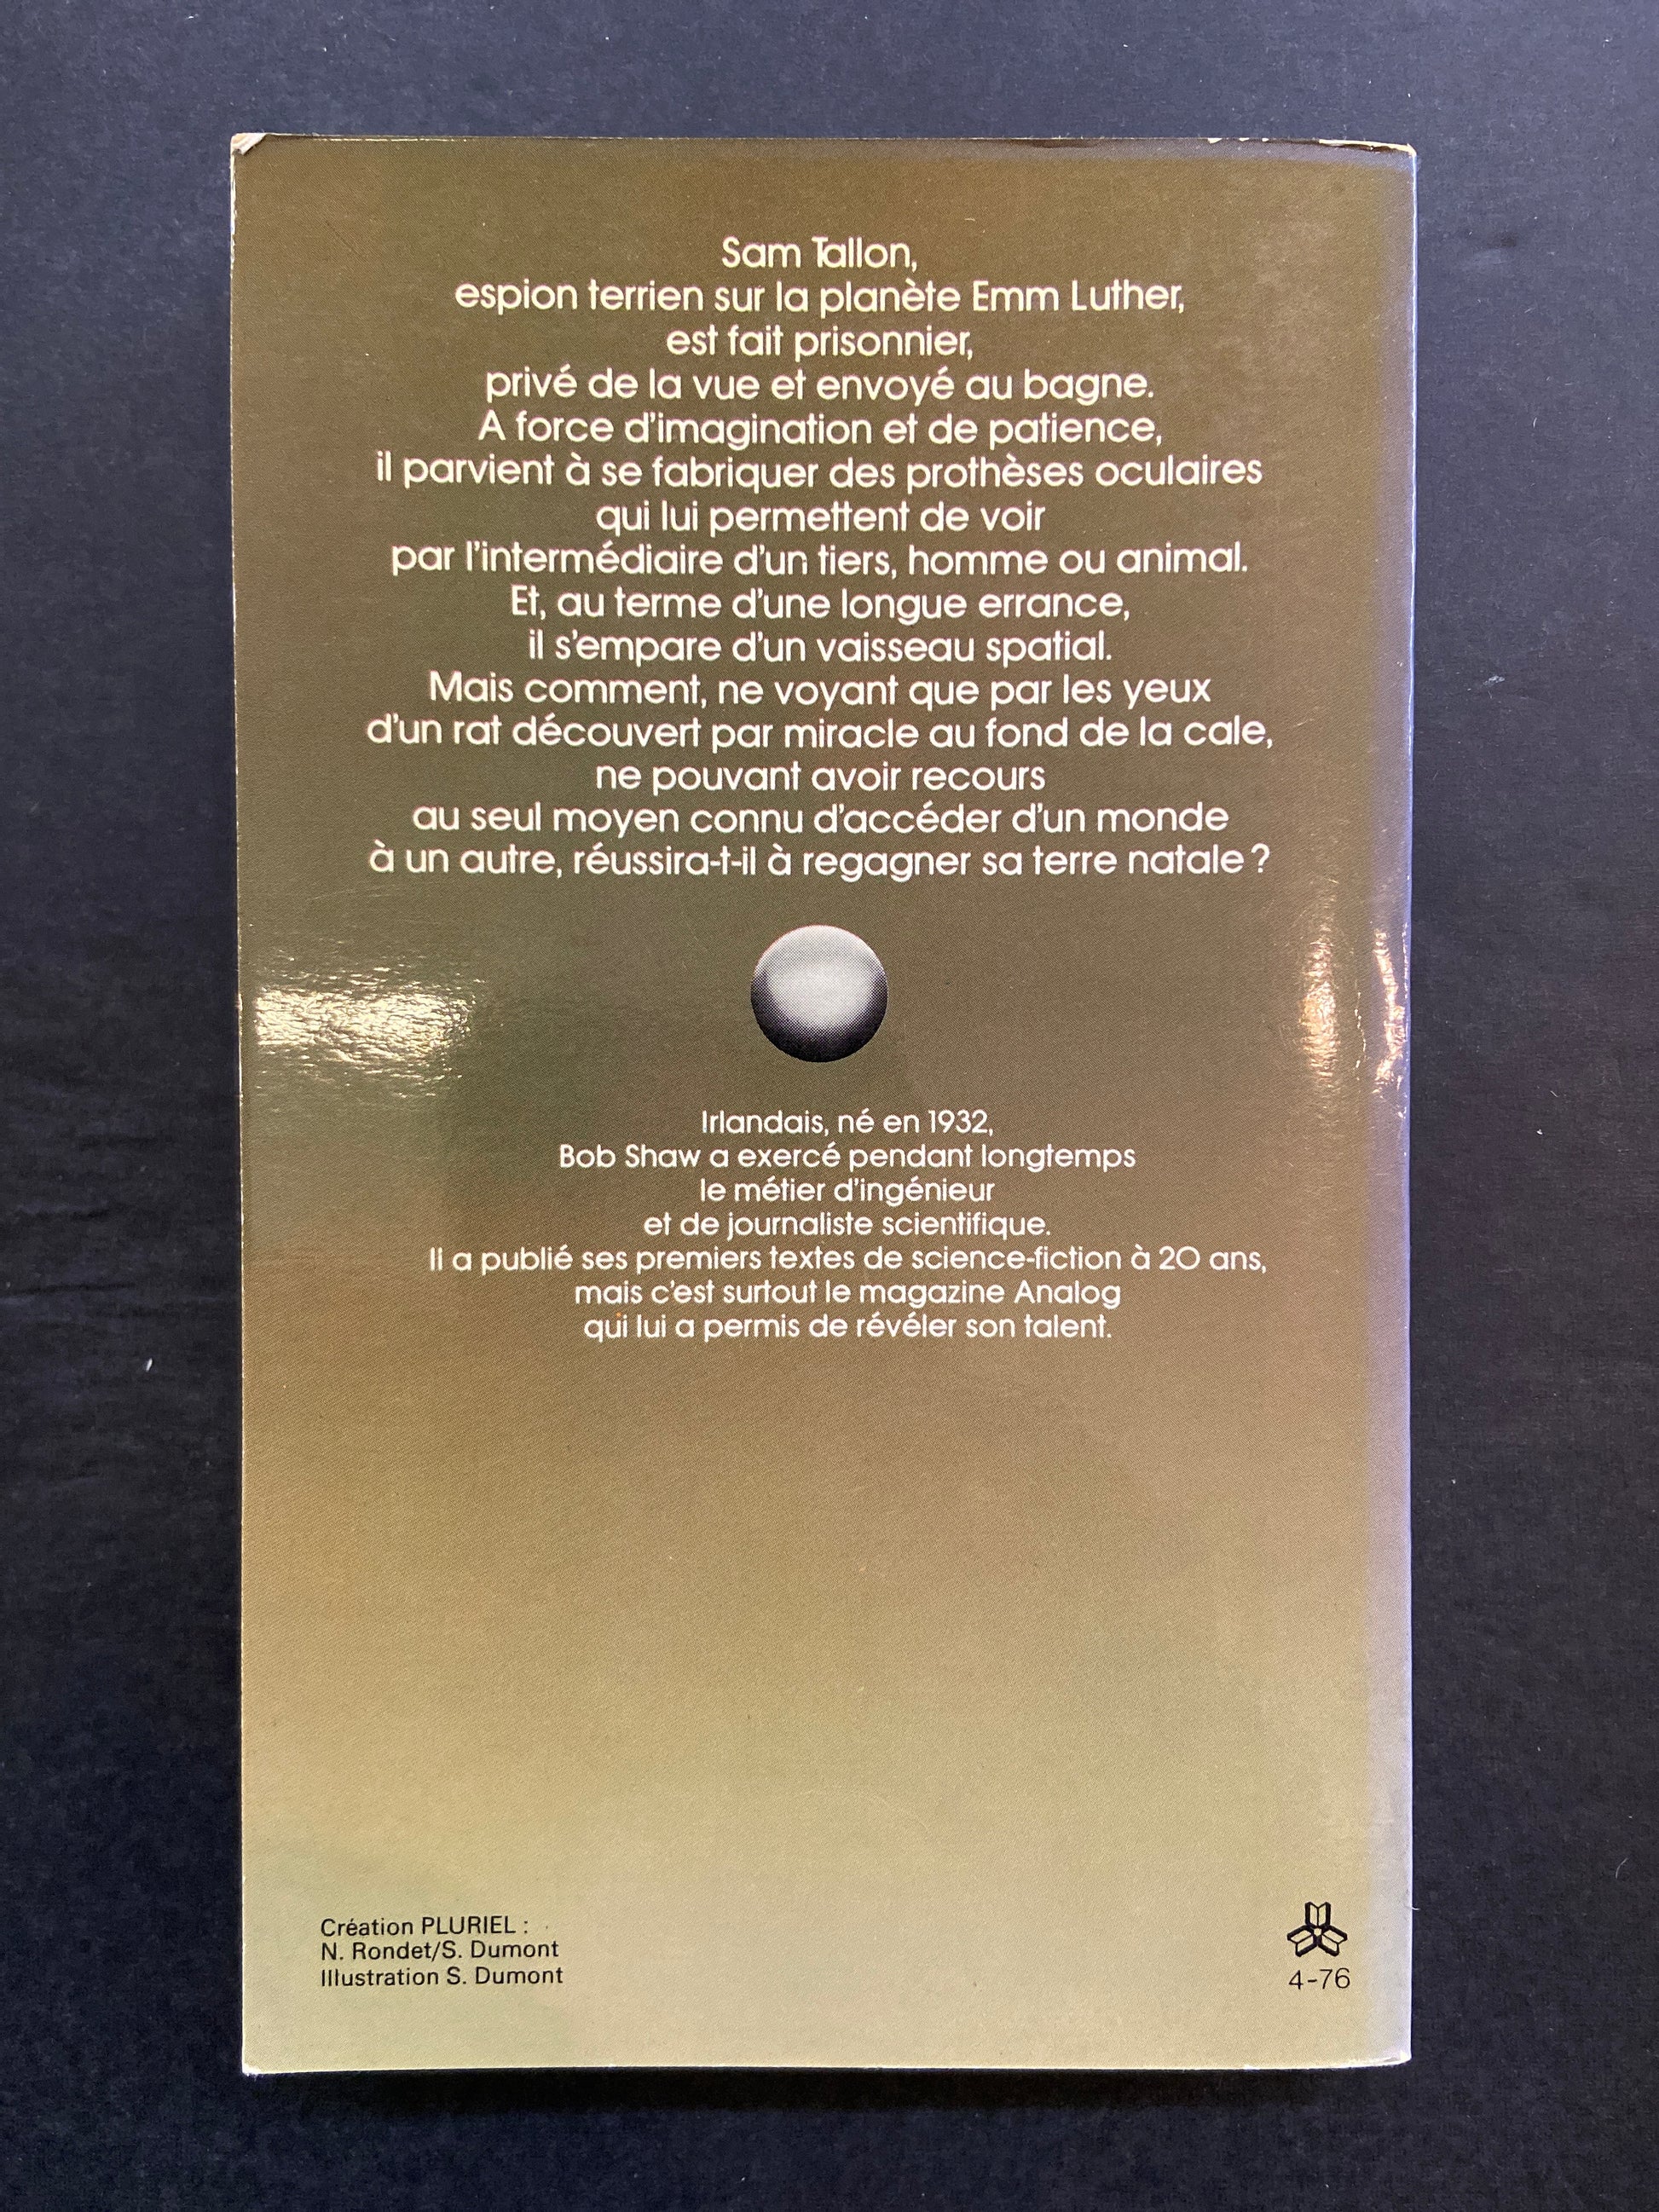 Sam Tallon,
espion terrien sur la planète Emm Luther,
est fait prisonnier,
privé de la vue et envoyé au bagne.
A force d'imagination et de patience,
il parvient à se fabriquer des prothèses oculaires
qui lui permettent de voir
par l'intermédiaire d'un tiers, homme ou animal.
Et, au terme d'une longue errance,
il s'empare d'un vaisseau spatial.
Mais comment, ne voyant que par les yeux
d'un rat découvert par miracle au fond de la cale,
ne pouvant avoir recours
au seul moyen connu d'accéder d'un monde
à un autre, réussira-t-il à regagner sa terre natale ?
Irlandais, né en 1932,
Bob Shaw a exercé pendant longtemps
le métier d'ingénieur
et de journaliste scientifique.
Il a publié ses premiers textes de science-fiction à 20 ans,
mais c'est surtout le magazine Analog
qui lui a permis de révéler son talent.
Création PLURIEL :
N. Rondet/S. Dumont
Illustration S. Dumont
4-76